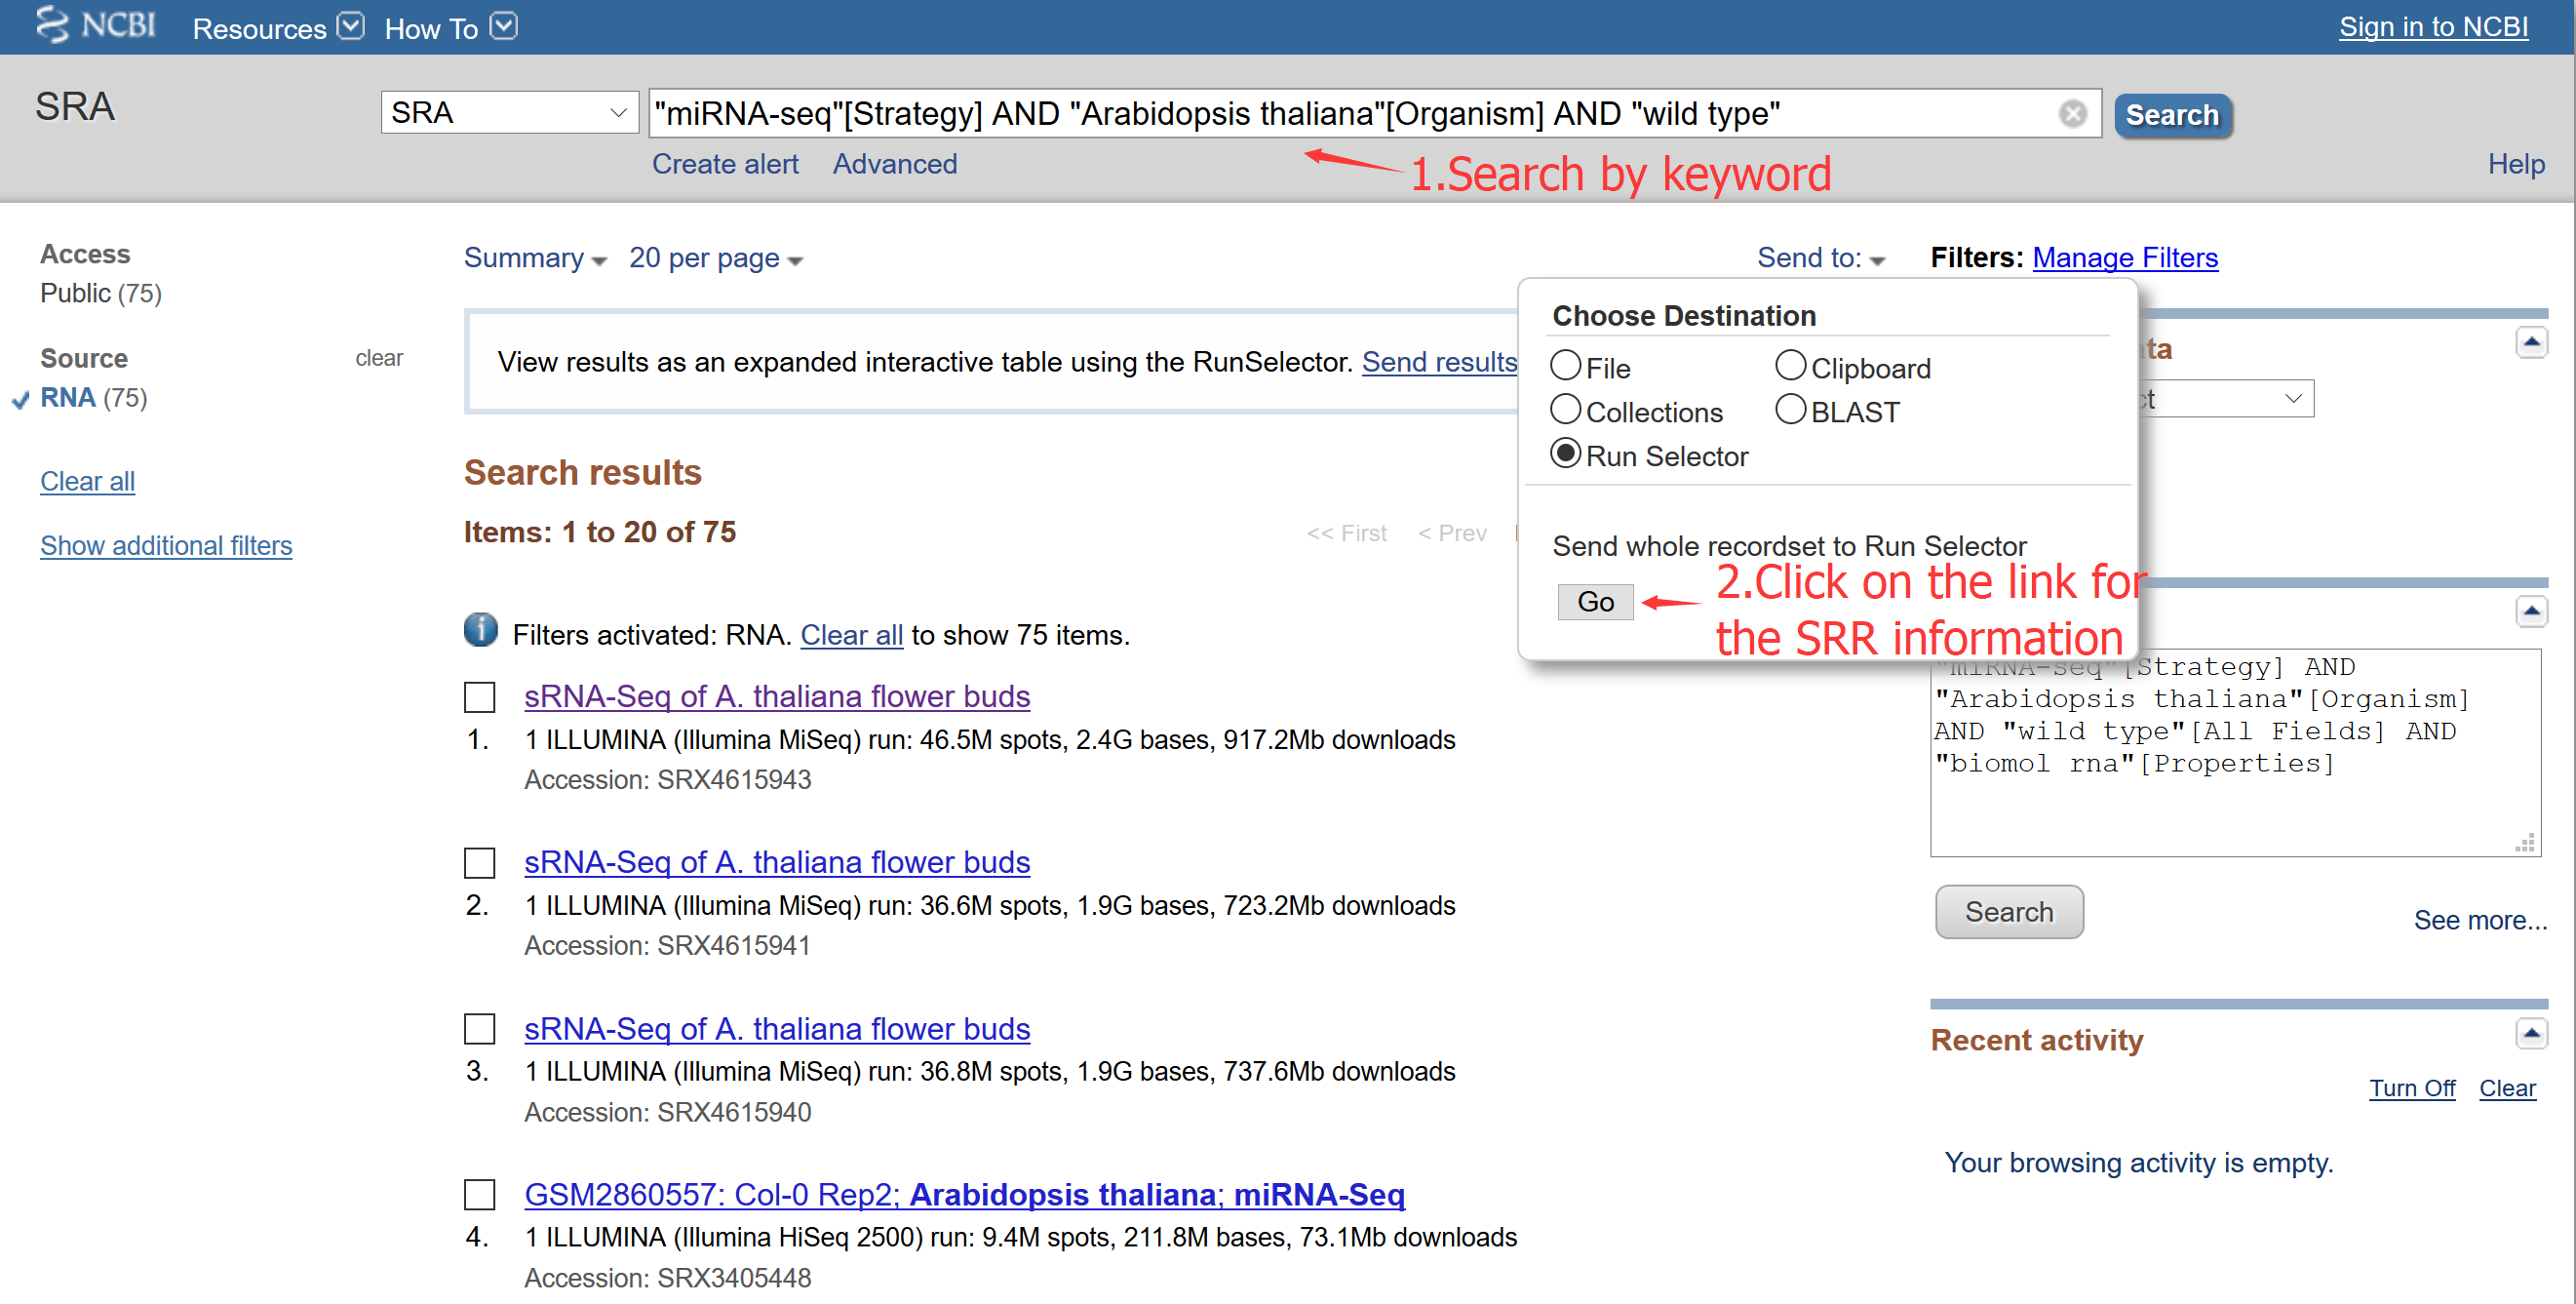 NCBI Resources How To Sign in to NCBI
SRA SRA "miRNA-seq"[Strategy] AND "Arabidopsis thaliana"[Organism] AND "wild type" Search
Create alert Advanced Help
1.Search by keyword
Access
Public (75)
Source clear
RNA (75)
Clear all
Show additional filters
Summary 20 per page Send to:
View results as an expanded interactive table using the RunSelector. Send results
Search results
Items: 1 to 20 of 75 << First < Prev
Filters activated: RNA. Clear all to show 75 items.
sRNA-Seq of A. thaliana flower buds
1. 1 ILLUMINA (Illumina MiSeq) run: 46.5M spots, 2.4G bases, 917.2Mb downloads
Accession: SRX4615943
sRNA-Seq of A. thaliana flower buds
2. 1 ILLUMINA (Illumina MiSeq) run: 36.6M spots, 1.9G bases, 723.2Mb downloads
Accession: SRX4615941
sRNA-Seq of A. thaliana flower buds
3. 1 ILLUMINA (Illumina MiSeq) run: 36.8M spots, 1.9G bases, 737.6Mb downloads
Accession: SRX4615940
GSM2860557: Col-0 Rep2; Arabidopsis thaliana; miRNA-Seq
4. 1 ILLUMINA (Illumina HiSeq 2500) run: 9.4M spots, 211.8M bases, 73.1Mb downloads
Accession: SRX3405448
Choose Destination
File Clipboard
Collections BLAST
Run Selector
Send whole recordset to Run Selector
Go
2.Click on the link for
the SRR information
Filters: Manage Filters
"miRNA-seq"[Strategy] AND
"Arabidopsis thaliana"[Organism]
AND "wild type"[All Fields] AND
"biomol rna"[Properties]
Search See more...
Recent activity
Turn Off Clear
Your browsing activity is empty.